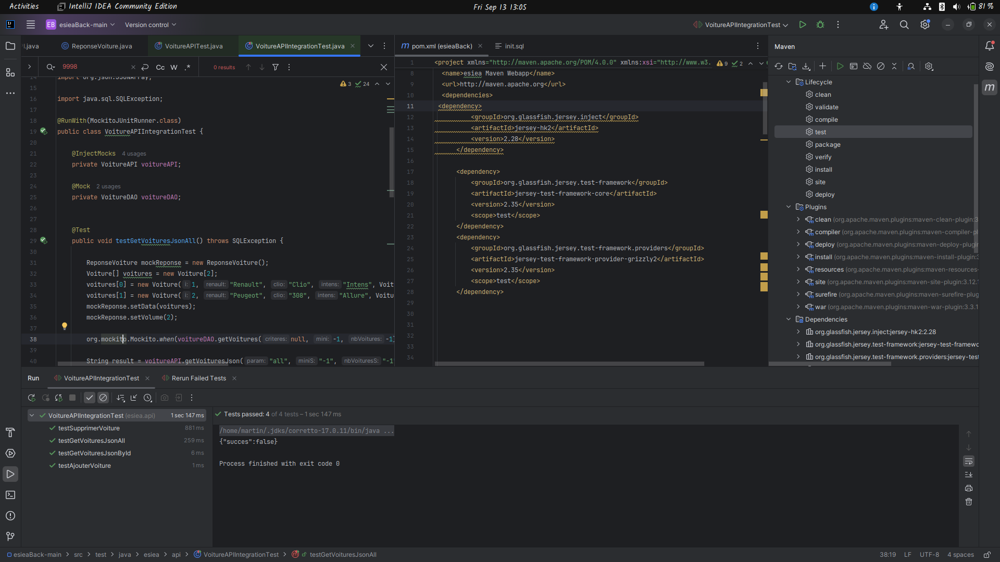 Activities IntelliJ IDEA Community Edition Fri Sep 13 13:05 81 %
EB esieaBack-main Version control VoitureAPIIntegrationTest
I.java ReponseVoiture.java VoitureAPITest.java VoitureAPIIntegrationTest.java
9998 Cc W .* 0 results
3 24
import org.json.JSONArray;
15
16 import java.sql.SQLException;
17
18 @RunWith(MockitoJUnitRunner.class)
19 public class VoitureAPIIntegrationTest {
20
21 @InjectMocks 4 usages
22 private VoitureAPI voitureAPI;
23
24 @Mock 2 usages
25 private VoitureDAO voitureDAO;
26
27
28 @Test
29 public void testGetVoituresJsonAll() throws SQLException {
30
31 ReponseVoiture mockReponse = new ReponseVoiture();
32 Voiture[] voitures = new Voiture[2];
33 voitures[0] = new Voiture( i: 1, renault: "Renault", clio: "Clio", intens: "Intens", Voit
34 voitures[1] = new Voiture( i: 2, renault: "Peugeot", clio: "308", intens: "Allure", Voitu
35 mockReponse.setData(voitures);
36 mockReponse.setVolume(2);
37
38 org.mockito.Mockito.when(voitureDAO.getVoitures( criteres: null, mini: -1, nbVoitures: -1)
39
40 String result = voitureAPI.getVoituresJson( param: "all", miniS: "-1", nbVoituresS: "-1"
pom.xml (esieaBack) init.sql
1 <project xmlns="http://maven.apache.org/POM/4.0.0" xmlns:xsi="http://www.w3. 9 2
8 <name>esiea Maven Webapp</name>
9 <url>http://maven.apache.org</url>
10 <dependencies>
11 <dependency>
12 <groupId>org.glassfish.jersey.inject</groupId>
13 <artifactId>jersey-hk2</artifactId>
14 <version>2.28</version>
15 </dependency>
16
17 <dependency>
18 <groupId>org.glassfish.jersey.test-framework</groupId>
19 <artifactId>jersey-test-framework-core</artifactId>
20 <version>2.35</version>
21 <scope>test</scope>
22 </dependency>
23 <dependency>
24 <groupId>org.glassfish.jersey.test-framework.providers</groupId>
25 <artifactId>jersey-test-framework-provider-grizzly2</artifactId>
26 <version>2.35</version>
27 <scope>test</scope>
28 </dependency>
29
30
31
32
33
34
Maven
Lifecycle
clean
validate
compile
test
package
verify
install
site
deploy
Plugins
clean (org.apache.maven.plugins:maven-clean-plugin:3
compiler (org.apache.maven.plugins:maven-compiler-pl
deploy (org.apache.maven.plugins:maven-deploy-plugin
install (org.apache.maven.plugins:maven-install-plugin:3
resources (org.apache.maven.plugins:maven-resources-
site (org.apache.maven.plugins:maven-site-plugin:3.12.1
surefire (org.apache.maven.plugins:maven-surefire-plug
war (org.apache.maven.plugins:maven-war-plugin:3.3.1
Dependencies
org.glassfish.jersey.inject:jersey-hk2:2.28
org.glassfish.jersey.test-framework:jersey-test-framewo
org.glassfish.jersey.test-framework.providers:jersey-test
Run VoitureAPIIntegrationTest Rerun Failed Tests
VoitureAPIIntegrationTest (esiea.api) 1 sec 147 ms
testSupprimerVoiture 881 ms
testGetVoituresJsonAll 259 ms
testGetVoituresJsonById 6 ms
testAjouterVoiture 1 ms
Tests passed: 4 of 4 tests – 1 sec 147 ms
/home/martin/.jdks/corretto-17.0.11/bin/java ...
{"succes":false}
Process finished with exit code 0
esieaBack-main > src > test > java > esiea > api > VoitureAPIIntegrationTest > testGetVoituresJsonAll 38:19 LF UTF-8 4 spaces